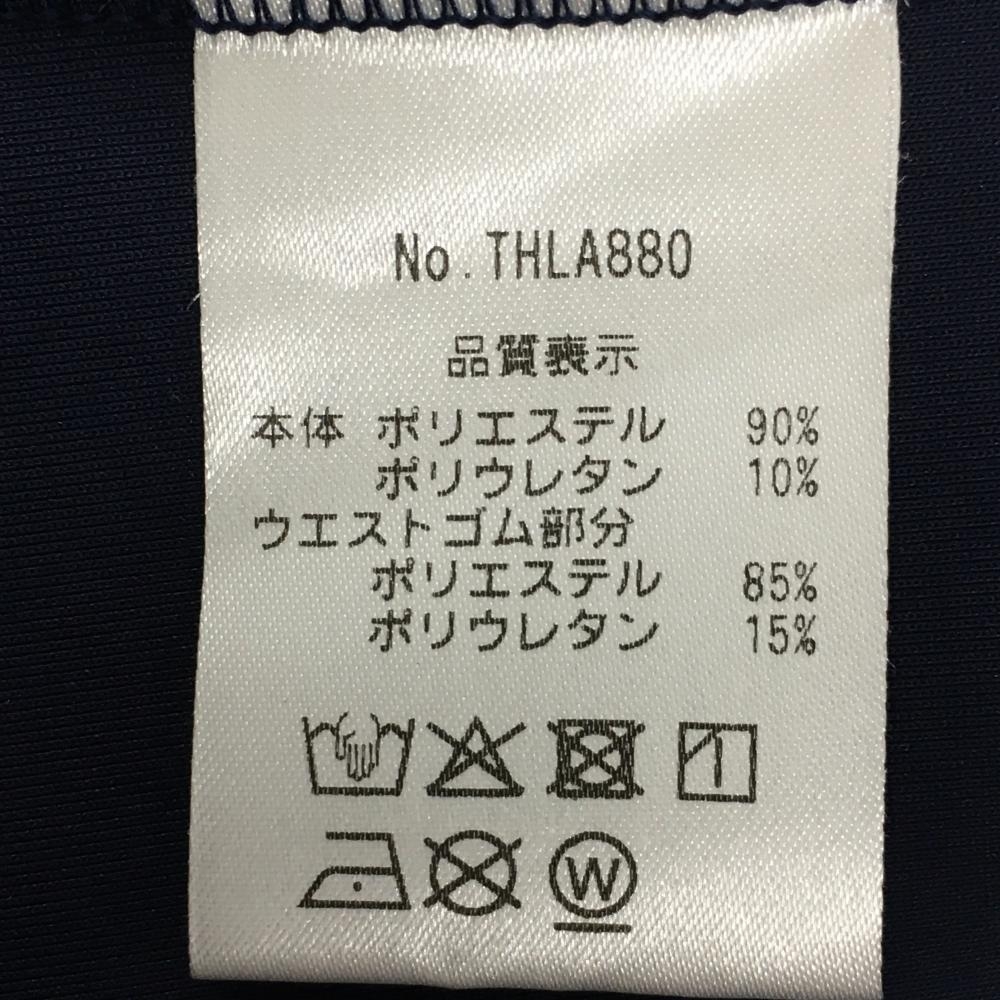 No.THLA880
品質表示
本体 ポリエステル 90%
ポリウレタン 10%
ウエストゴム部分
ポリエステル 85%
ポリウレタン 15%
W